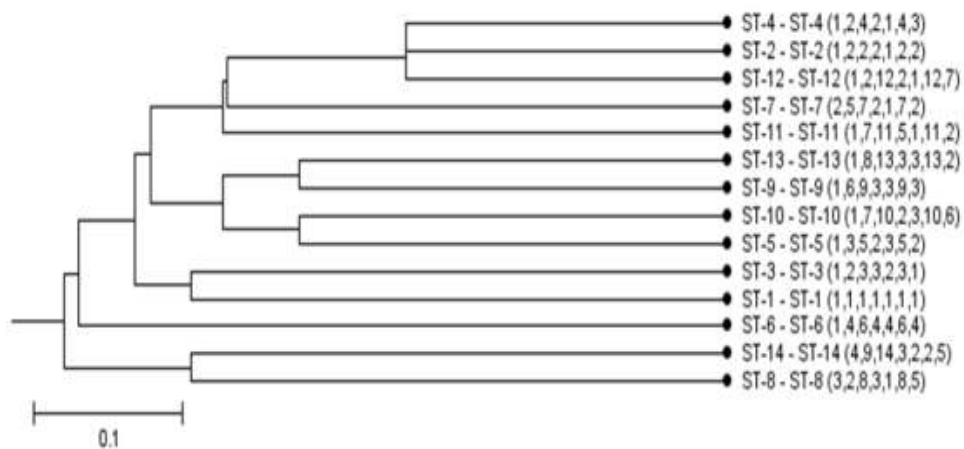 ST-4 - ST-4 (1,2,4,2,1,4,3)
ST-2 - ST-2 (1,2,2,2,1,2,2)
ST-12 - ST-12 (1,2,12,2,1,12,7)
ST-7 - ST-7 (2,5,7,2,1,7,2)
ST-11 - ST-11 (1,7,11,5,1,11,2)
ST-13 - ST-13 (1,8,13,3,3,13,2)
ST-9 - ST-9 (1,6,9,3,3,9,3)
ST-10 - ST-10 (1,7,10,2,3,10,6)
ST-5 - ST-5 (1,3,5,2,3,5,2)
ST-3 - ST-3 (1,2,3,3,2,3,1)
ST-1 - ST-1 (1,1,1,1,1,1,1)
ST-6 - ST-6 (1,4,6,4,4,6,4)
ST-14 - ST-14 (4,9,14,3,2,2,5)
ST-8 - ST-8 (3,2,8,3,1,8,5)
0.1